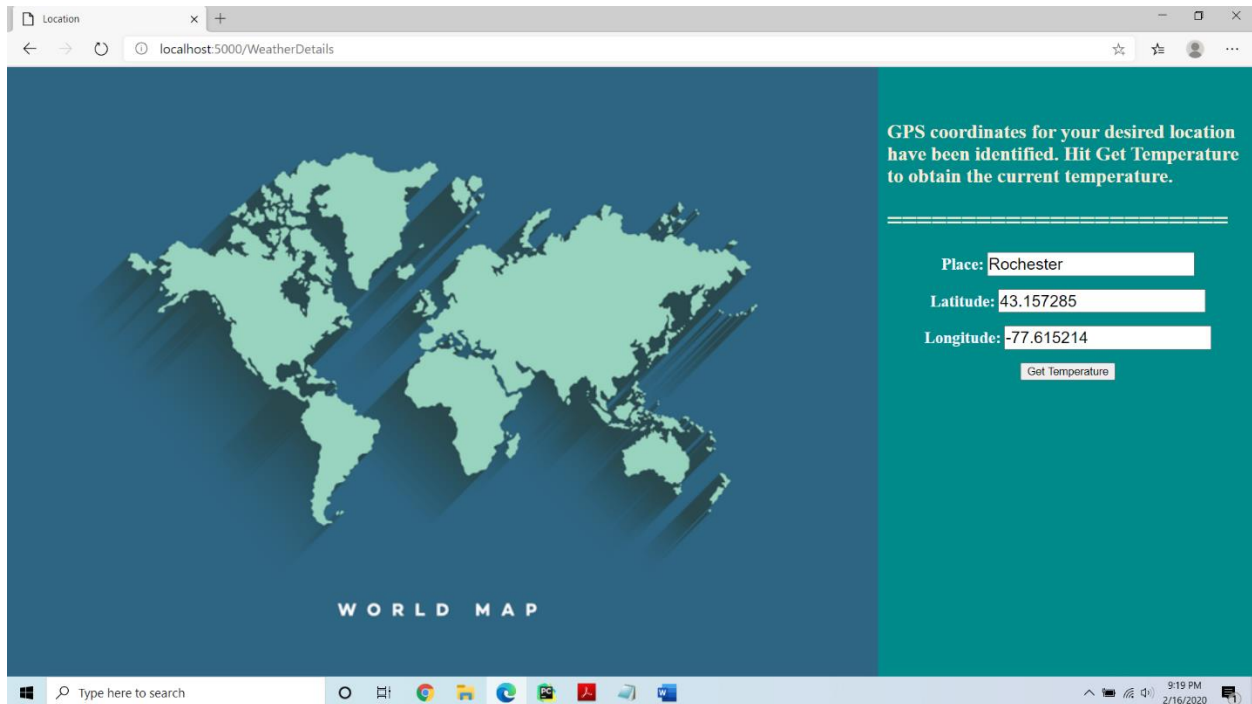 Location
localhost:5000/WeatherDetails
GPS coordinates for your desired location
have been identified. Hit Get Temperature
to obtain the current temperature.
=======================
Place: Rochester
Latitude: 43.157285
Longitude: -77.615214
Get Temperature
WORLD MAP
Type here to search
9:19 PM
2/16/2020